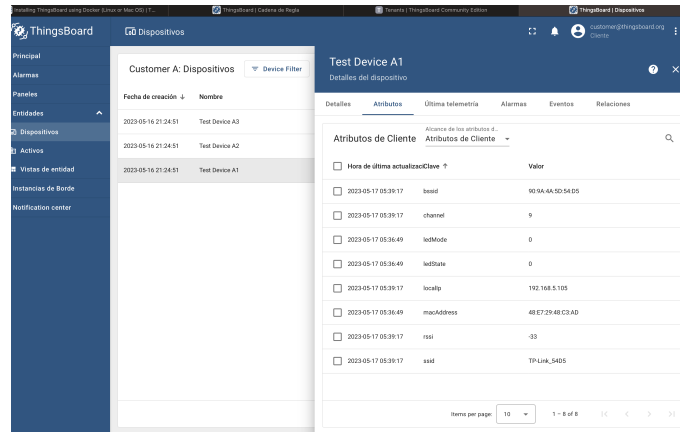 Installing ThingsBoard using Docker (Linux or Mac OS) | T...
ThingsBoard | Cadena de Regla
Tenants | ThingsBoard Community Edition
ThingsBoard | Dispositivos
ThingsBoard
Dispositivos
customer@thingsboard.org
Cliente
Principal
Alarmas
Paneles
Entidades
Dispositivos
Activos
Vistas de entidad
Instancias de Borde
Notification center
Customer A: Dispositivos
Device Filter
Fecha de creación Nombre
2023-05-16 21:24:51 Test Device A3
2023-05-16 21:24:51 Test Device A2
2023-05-16 21:24:51 Test Device A1
Test Device A1
Detalles del dispositivo
Detalles Atributos Última telemetría Alarmas Eventos Relaciones
Alcance de los atributos d...
Atributos de Cliente Atributos de Cliente
Hora de última actualizaci Clave Valor
2023-05-17 05:39:17 bssid 90:9A:4A:5D:54:D5
2023-05-17 05:39:17 channel 9
2023-05-17 05:36:49 ledMode 0
2023-05-17 05:36:49 ledState 0
2023-05-17 05:39:17 localIp 192.168.5.105
2023-05-17 05:36:49 macAddress 48:E7:29:48:C3:AD
2023-05-17 05:39:17 rssi -33
2023-05-17 05:39:17 ssid TP-Link_54D5
Items per page: 10 1 – 8 of 8